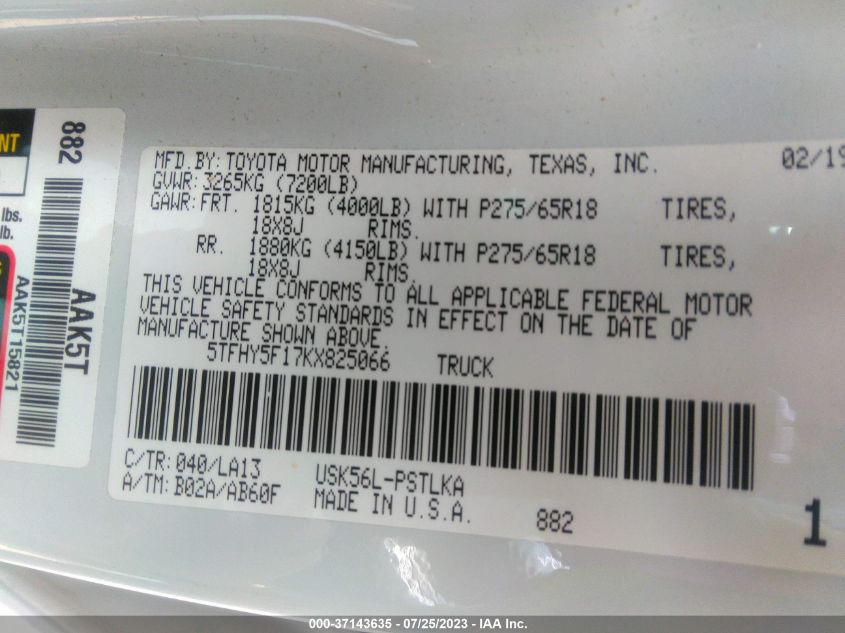 MFD.BY:TOYOTA MOTOR MANUFACTURING, TEXAS, INC. 02/19
GVWR:3265KG (7200LB)
GAWR:FRT. 1815KG (4000LB) WITH P275/65R18 TIRES,
18X8J RIMS.
RR. 1880KG (4150LB) WITH P275/65R18 TIRES,
18X8J RIMS.
THIS VEHICLE CONFORMS TO ALL APPLICABLE FEDERAL MOTOR
VEHICLE SAFETY STANDARDS IN EFFECT ON THE DATE OF
MANUFACTURE SHOWN ABOVE.
5TFHY5F17KX825066 TRUCK
C/TR:040/LA13 USK56L-PSTLKA
A/TM:B02A/AB60F MADE IN U.S.A. 882
1
882
AAK5T
AAK5T15821
NT
lbs.
lb.
000-37143635 - 07/25/2023 - IAA Inc.